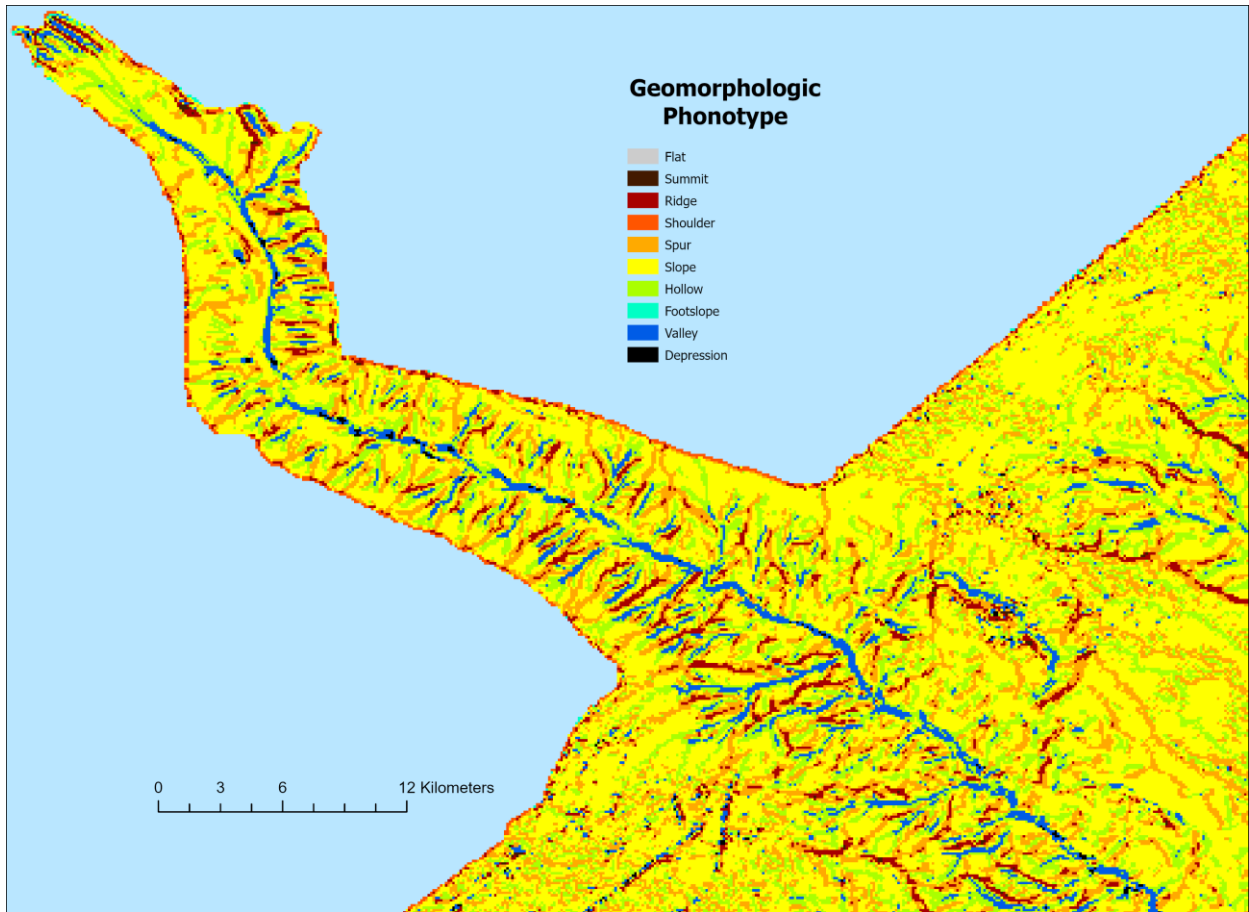 Geomorphologic
Phonotype
Flat
Summit
Ridge
Shoulder
Spur
Slope
Hollow
Footslope
Valley
Depression
0 3 6 12 Kilometers